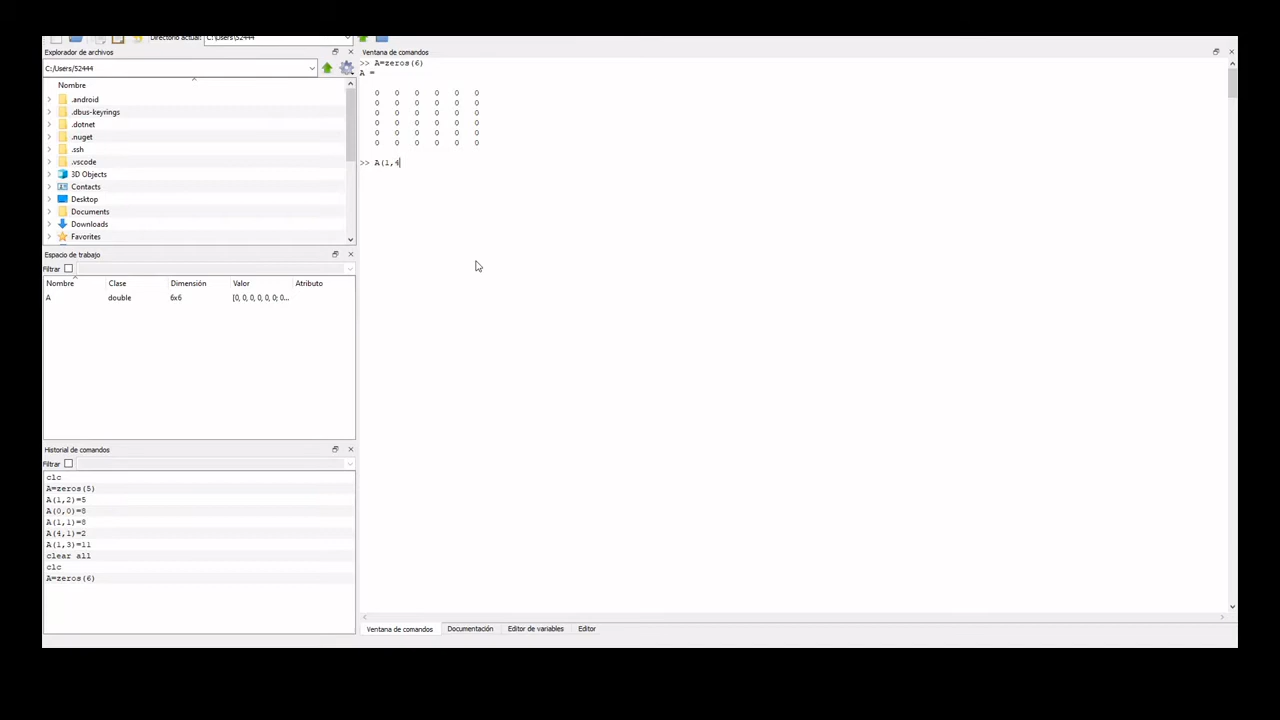 Directorio actual: C:\Users\52444
Explorador de archivos
C:/Users/52444
Nombre
.android
.dbus-keyrings
.dotnet
.nuget
.ssh
.vscode
3D Objects
Contacts
Desktop
Documents
Downloads
Favorites
Espacio de trabajo
Filtrar
Nombre Clase Dimensión Valor Atributo
A double 6x6 [0, 0, 0, 0, 0, 0; 0...
Historial de comandos
Filtrar
clc
A=zeros(5)
A(1,2)=5
A(0,0)=8
A(1,1)=8
A(4,1)=2
A(1,3)=11
clear all
clc
A=zeros(6)
Ventana de comandos
>> A=zeros(6)
A =
0 0 0 0 0 0
0 0 0 0 0 0
0 0 0 0 0 0
0 0 0 0 0 0
0 0 0 0 0 0
0 0 0 0 0 0
>> A(1,4
Ventana de comandos Documentación Editor de variables Editor